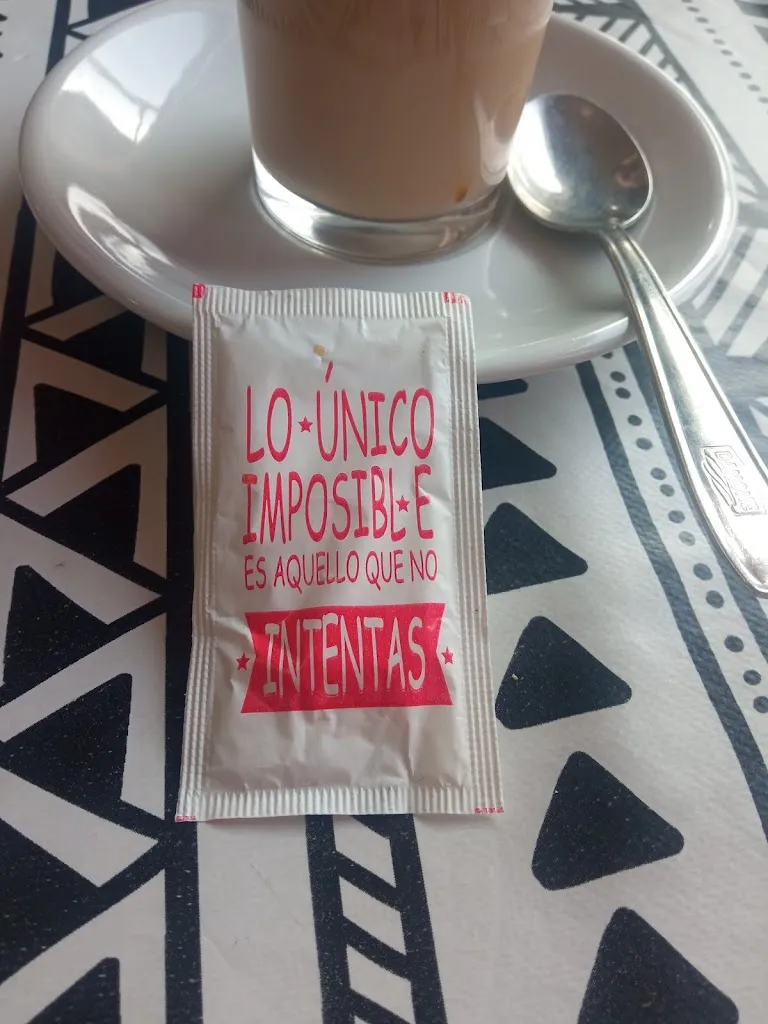 LO ÚNICO
IMPOSIBLE
ES AQUELLO QUE NO
INTENTAS